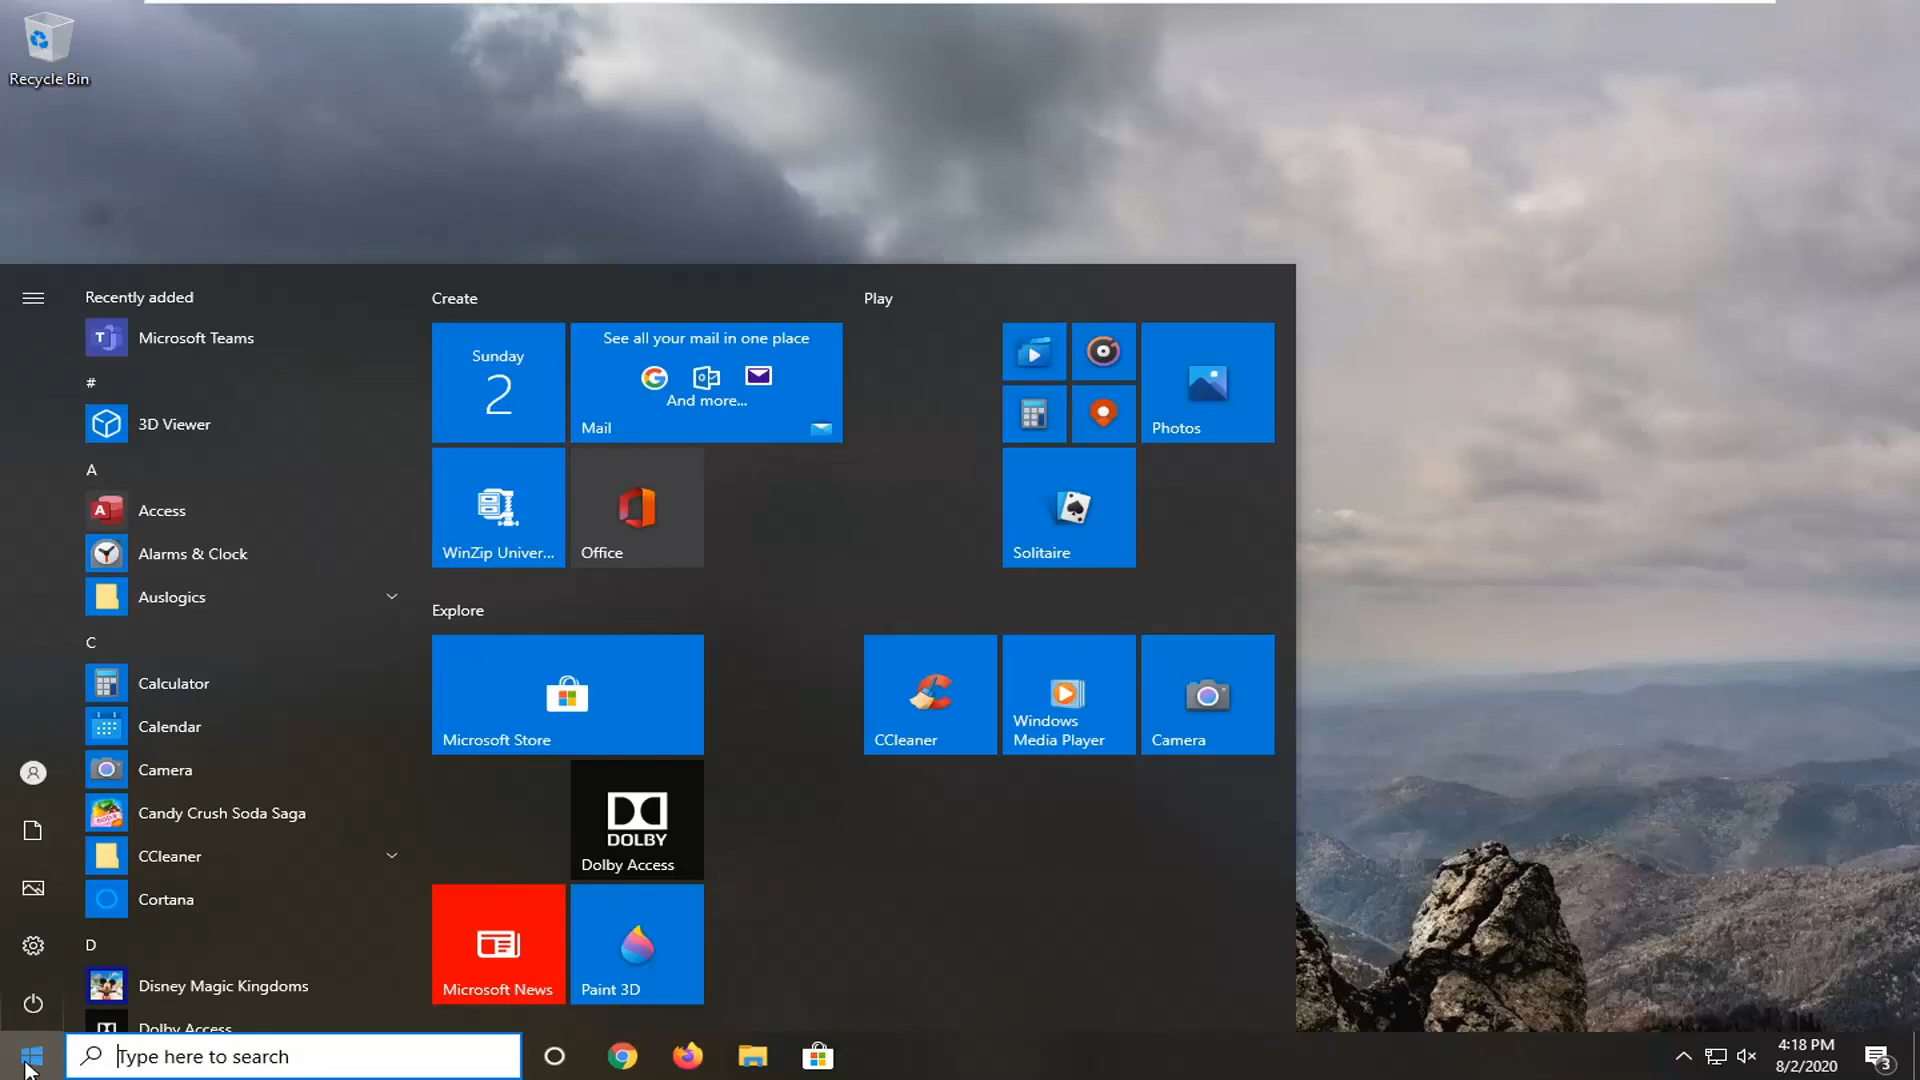 Recycle Bin
Recently added
Microsoft Teams
#
3D Viewer
A
Access
Alarms & Clock
Auslogics
C
Calculator
Calendar
Camera
Candy Crush Soda Saga
CCleaner
Cortana
D
Disney Magic Kingdoms
Dolby Access
Create
Sunday
2
See all your mail in one place
And more...
Mail
WinZip Univer...
Office
Explore
Microsoft Store
DOLBY
Dolby Access
Microsoft News
Paint 3D
Play
Photos
Solitaire
CCleaner
Windows
Media Player
Camera
Type here to search
4:18 PM
8/2/2020
3